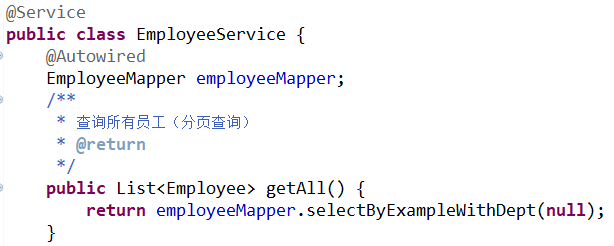 @Service
public class EmployeeService {
    @Autowired
    EmployeeMapper employeeMapper;
    /**
     * 查询所有员工（分页查询）
     * @return
     */
    public List<Employee> getAll() {
        return employeeMapper.selectByExampleWithDept(null);
    }